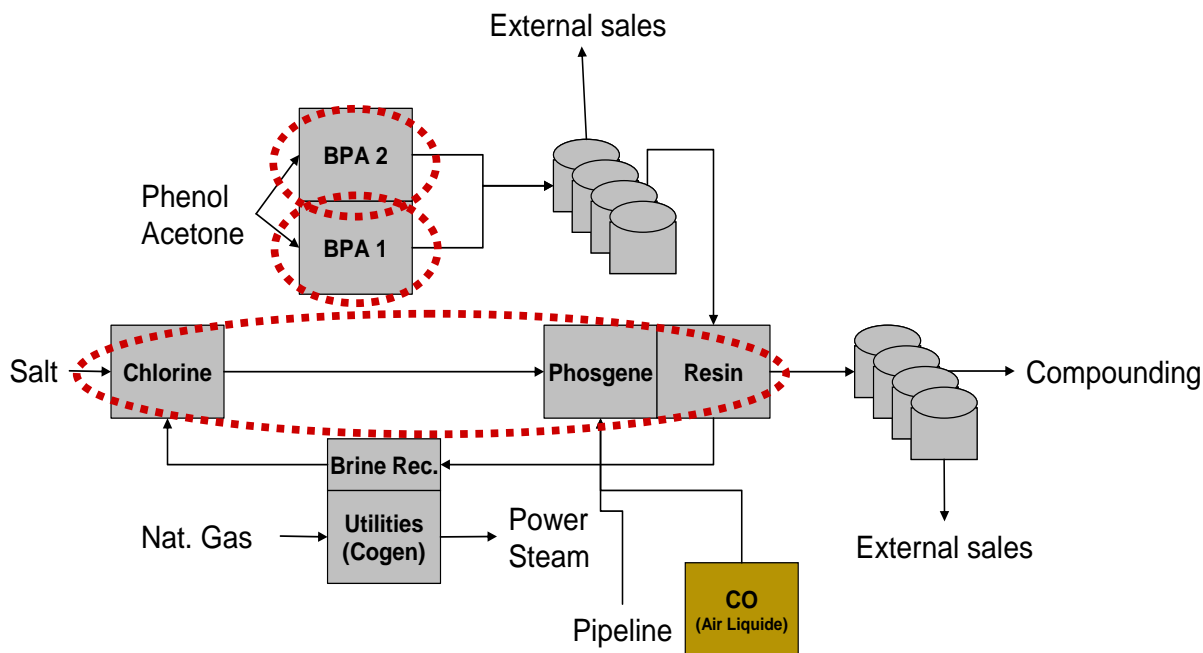 External sales
BPA 2
Phenol
Acetone
BPA 1
Salt
Chlorine
Phosgene
Resin
Compounding
Brine Rec.
Nat. Gas
Utilities
(Cogen)
Power
Steam
External sales
CO
(Air Liquide)
Pipeline